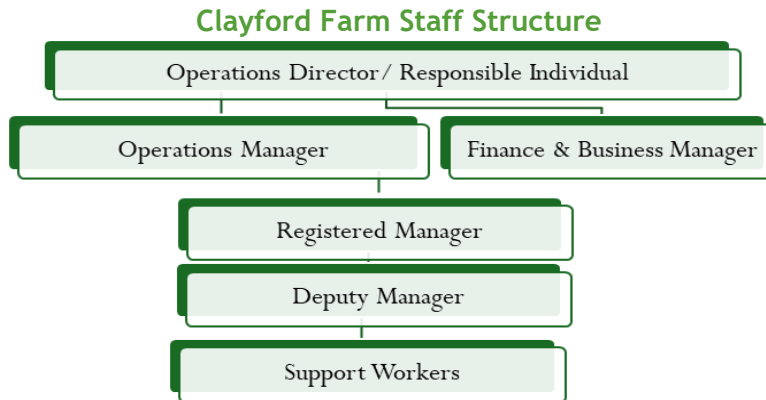 Clayford Farm Staff Structure
Operations Director/ Responsible Individual
Operations Manager
Finance & Business Manager
Registered Manager
Deputy Manager
Support Workers